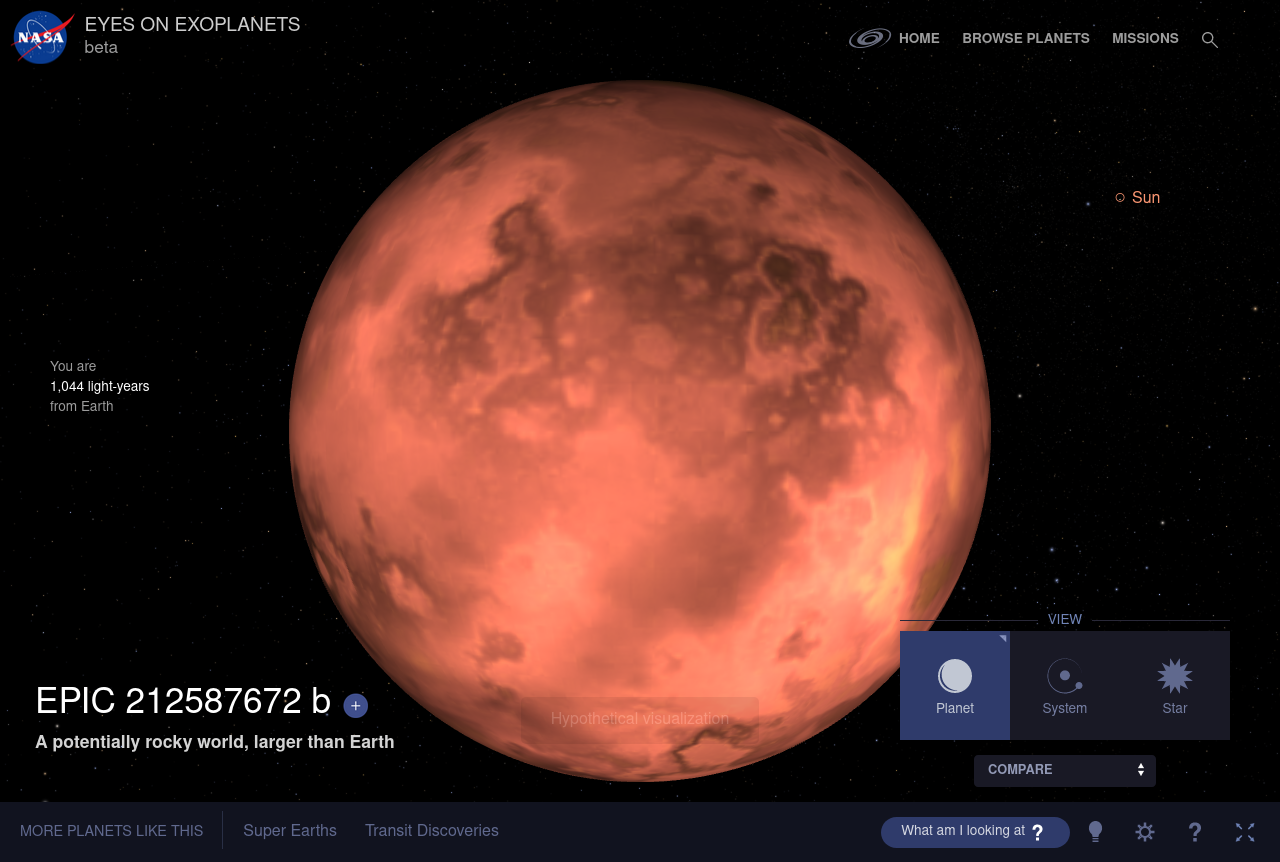 NASA
EYES ON EXOPLANETS
beta
HOME
BROWSE PLANETS
MISSIONS
Sun
You are
1,044 light-years
from Earth
VIEW
Planet
System
Star
EPIC 212587672 b +
A potentially rocky world, larger than Earth
Hypothetical visualization
COMPARE
MORE PLANETS LIKE THIS
Super Earths
Transit Discoveries
What am I looking at ?
?